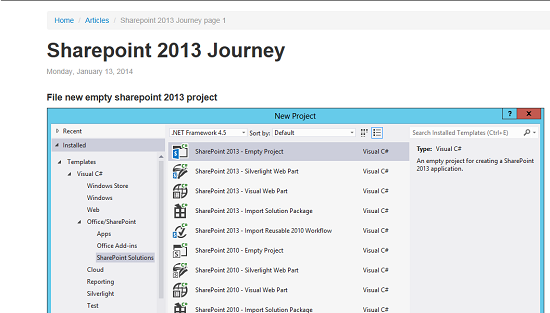 Home / Articles / Sharepoint 2013 Journey page 1
Sharepoint 2013 Journey
Monday, January 13, 2014
File new empty sharepoint 2013 project
New Project
? x
Recent
Installed
Templates
Visual C#
Windows Store
Windows
Web
Office/SharePoint
Apps
Office Add-ins
SharePoint Solutions
Cloud
Reporting
Silverlight
Test
.NET Framework 4.5 Sort by: Default
SharePoint 2013 - Empty Project Visual C#
SharePoint 2013 - Silverlight Web Part Visual C#
SharePoint 2013 - Visual Web Part Visual C#
SharePoint 2013 - Import Solution Package Visual C#
SharePoint 2013 - Import Reusable 2010 Workflow Visual C#
SharePoint 2010 - Empty Project Visual C#
SharePoint 2010 - Silverlight Web Part Visual C#
SharePoint 2010 - Visual Web Part Visual C#
SharePoint 2010 - Import Solution Package Visual C#
Search Installed Templates (Ctrl+E)
Type: Visual C#
An empty project for creating a SharePoint
2013 application.